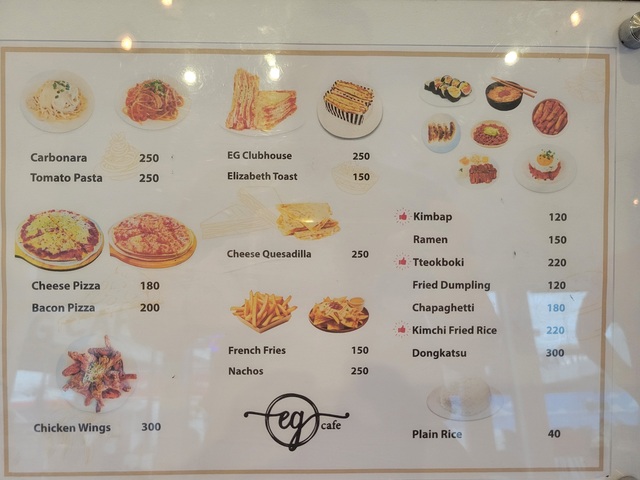 Carbonara 250
Tomato Pasta 250
Cheese Pizza 180
Bacon Pizza 200
Chicken Wings 300
EG Clubhouse 250
Elizabeth Toast 150
Cheese Quesadilla 250
French Fries 150
Nachos 250
eg cafe
Kimbap 120
Ramen 150
Tteokboki 220
Fried Dumpling 120
Chapaghetti 180
Kimchi Fried Rice 220
Dongkatsu 300
Plain Rice 40